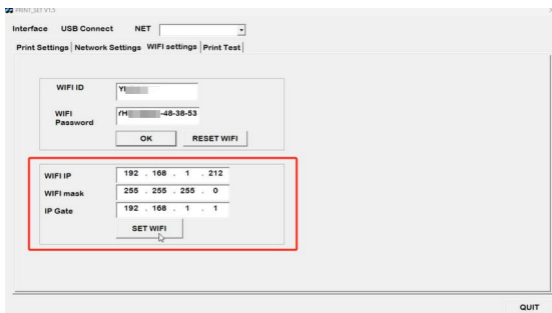 PRINT_SET V1.5
Interface USB Connect NET
Print Settings Network Settings WIFI settings Print Test
WIFI ID YI
WIFI Password -48-38-53
OK RESET WIFI
WIFI IP 192 . 168 . 1 . 212
WIFI mask 255 . 255 . 255 . 0
IP Gate 192 . 168 . 1 . 1
SET WIFI
QUIT